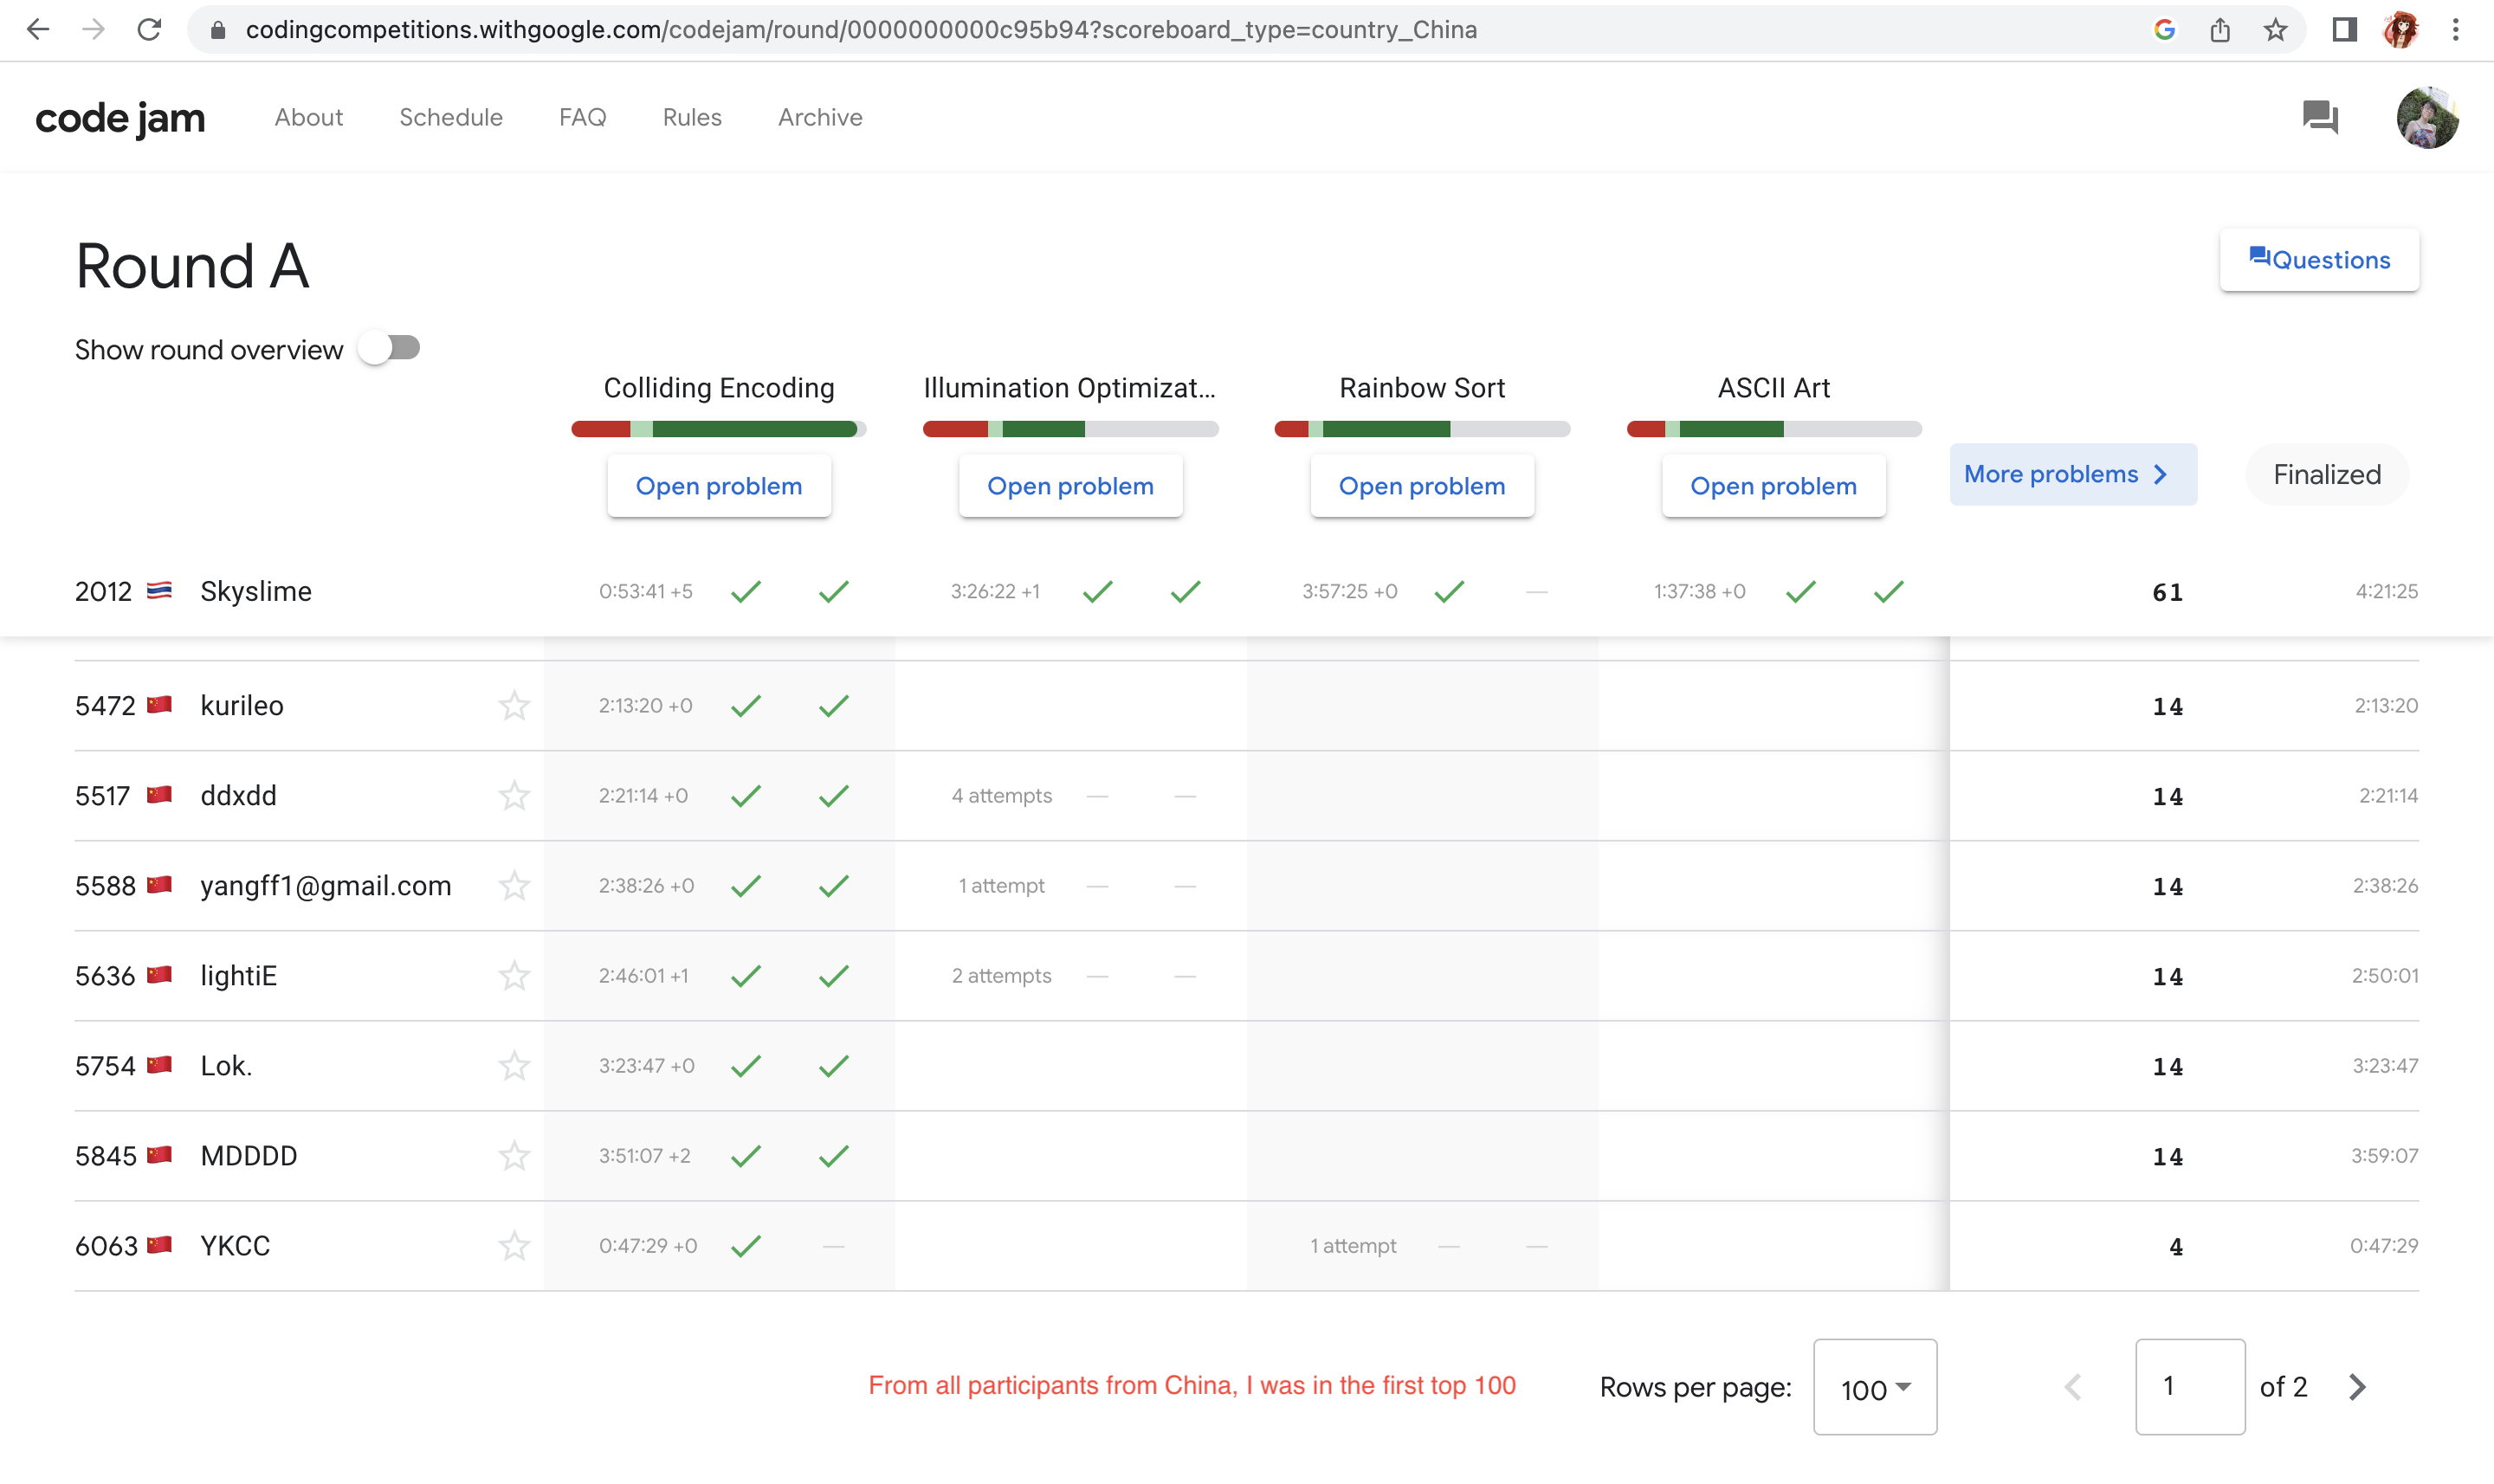 codingcompetitions.withgoogle.com/codejam/round/0000000000c95b94?scoreboard_type=country_China
code jam About Schedule FAQ Rules Archive
Round A
Questions
Show round overview
Colliding Encoding Illumination Optimizat... Rainbow Sort ASCII Art
More problems Finalized
Open problem Open problem Open problem Open problem
2012 Skyslime 0:53:41 +5 3:26:22 +1 3:57:25 +0 1:37:38 +0 61 4:21:25
5472 kurileo 2:13:20 +0 14 2:13:20
5517 ddxdd 2:21:14 +0 4 attempts 14 2:21:14
5588 yangff1@gmail.com 2:38:26 +0 1 attempt 14 2:38:26
5636 lightiE 2:46:01 +1 2 attempts 14 2:50:01
5754 Lok. 3:23:47 +0 14 3:23:47
5845 MDDDD 3:51:07 +2 14 3:59:07
6063 YKCC 0:47:29 +0 1 attempt 4 0:47:29
From all participants from China, I was in the first top 100 Rows per page: 100 1 of 2